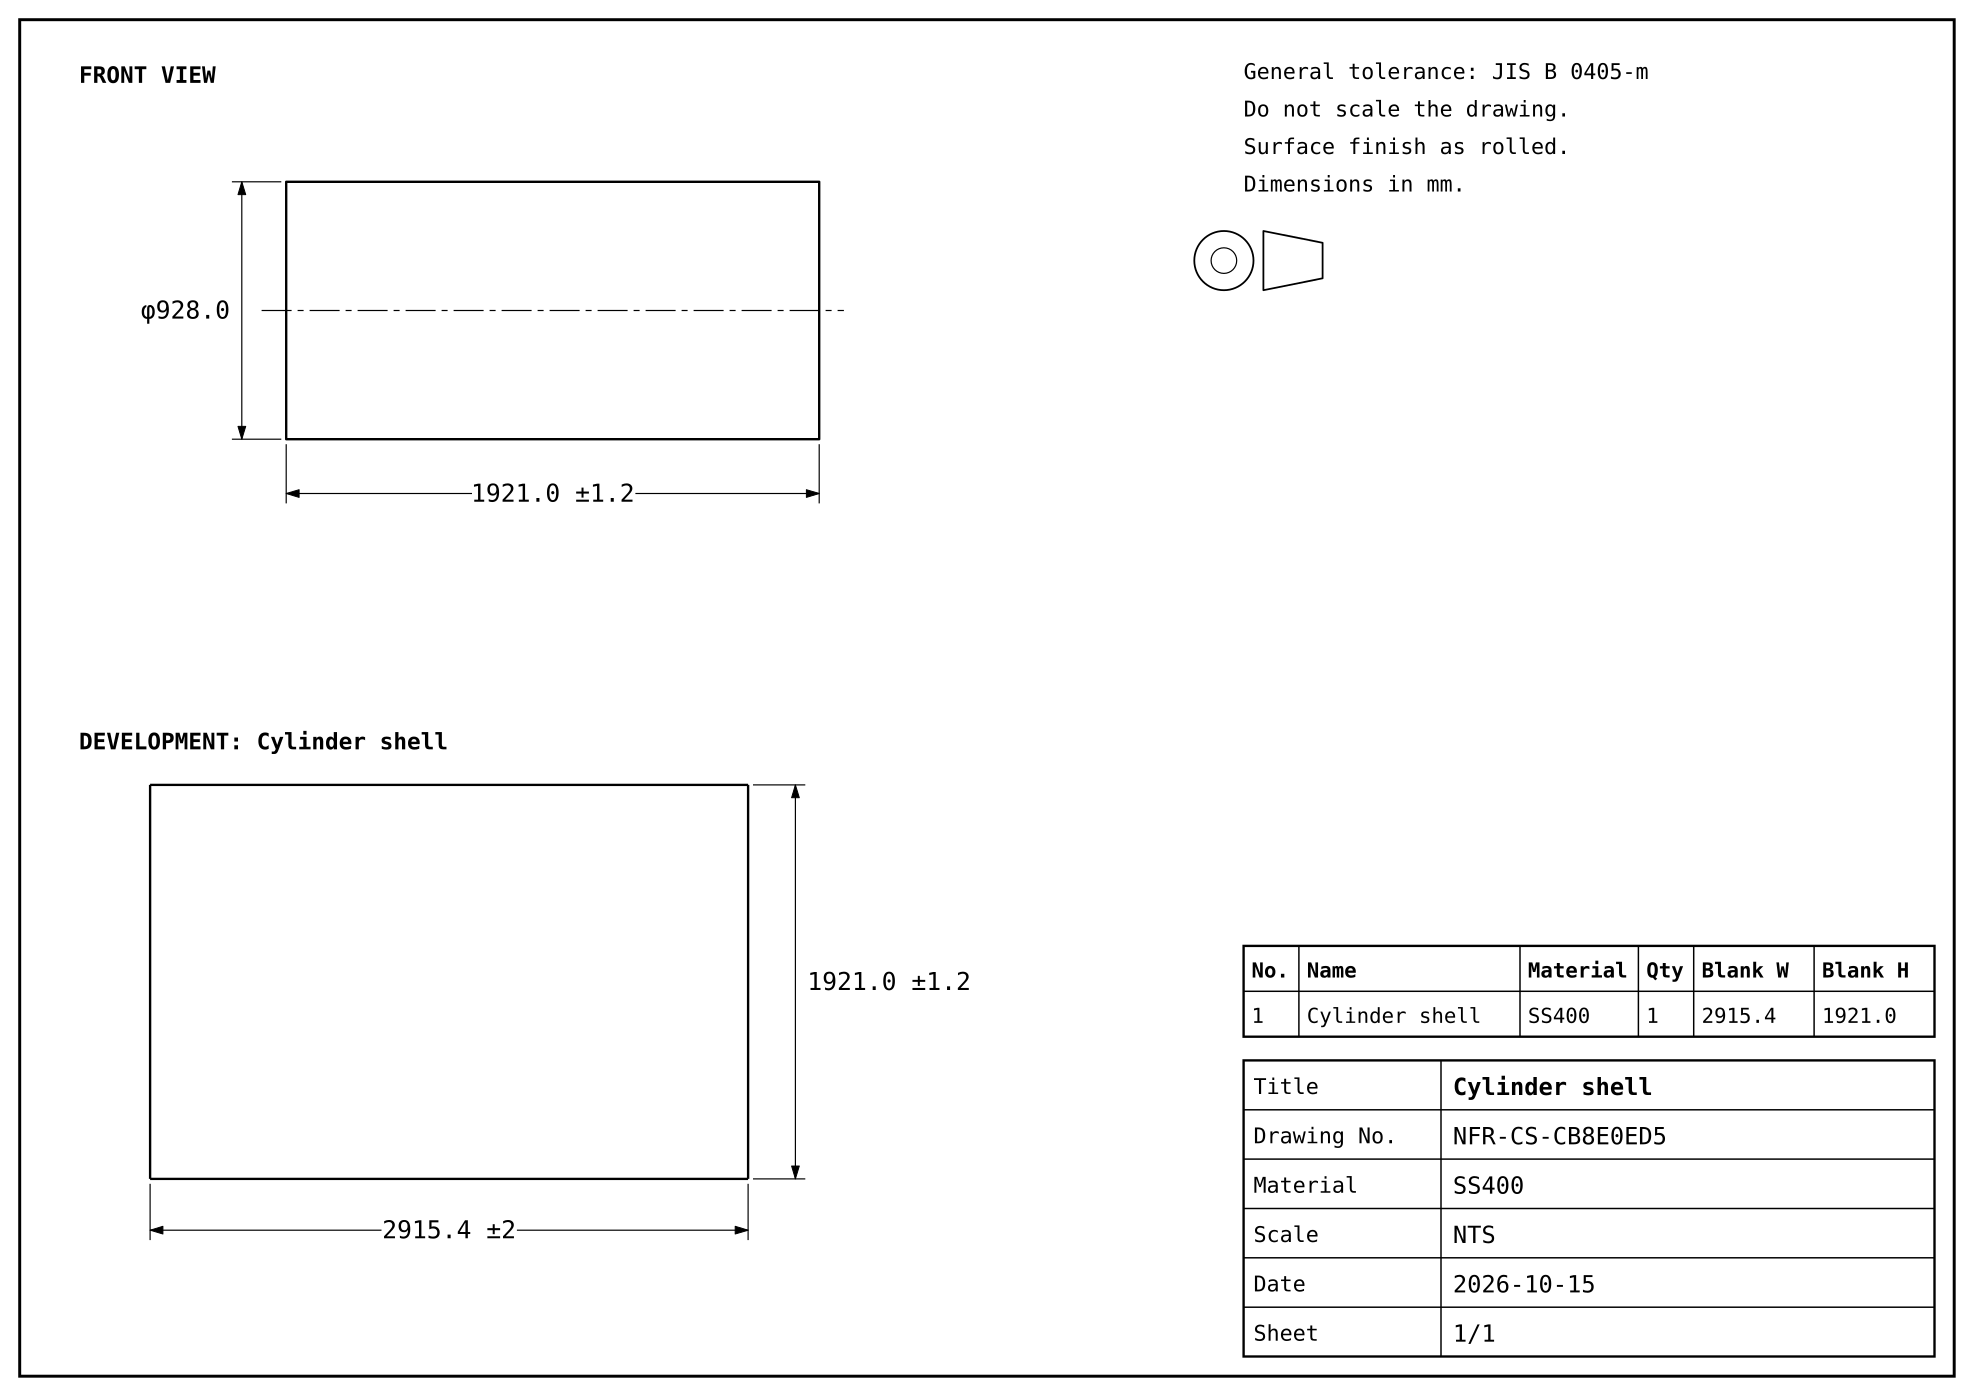 FRONT VIEW
General tolerance: JIS B 0405-m
Do not scale the drawing.
Surface finish as rolled.
Dimensions in mm.
φ928.0
1921.0 ±1.2
DEVELOPMENT: Cylinder shell
1921.0 ±1.2
2915.4 ±2
No. Name Material Qty Blank W Blank H
1 Cylinder shell SS400 1 2915.4 1921.0
Title Cylinder shell
Drawing No. NFR-CS-CB8E0ED5
Material SS400
Scale NTS
Date 2026-10-15
Sheet 1/1